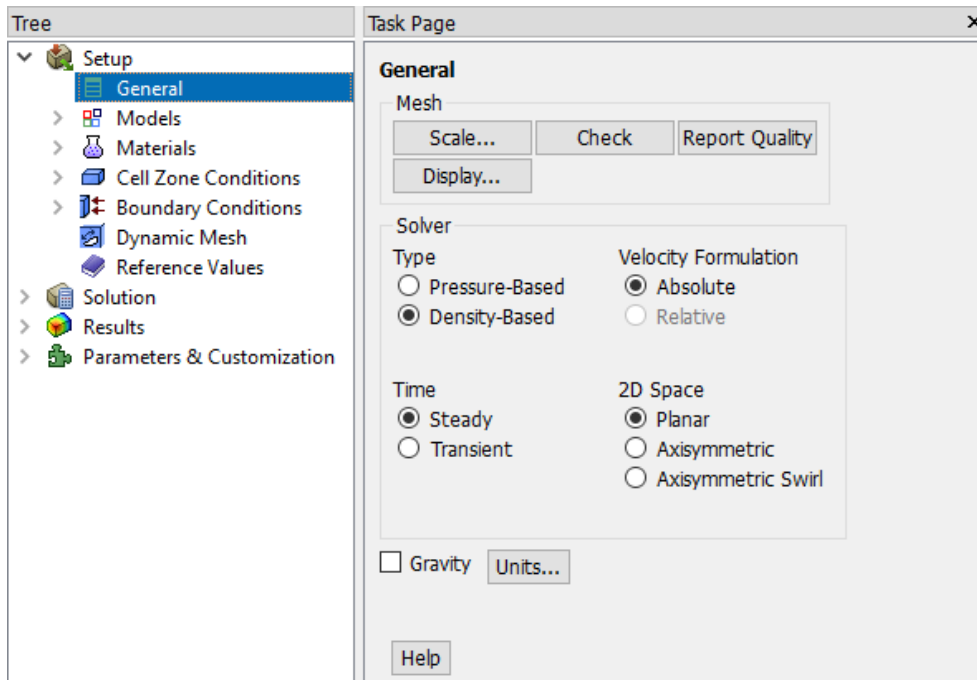 Tree
Setup
General
Models
Materials
Cell Zone Conditions
Boundary Conditions
Dynamic Mesh
Reference Values
Solution
Results
Parameters & Customization
Task Page
General
Mesh
Scale... Check Report Quality
Display...
Solver
Type Velocity Formulation
Pressure-Based Absolute
Density-Based Relative
Time 2D Space
Steady Planar
Transient Axisymmetric
Axisymmetric Swirl
Gravity Units...
Help